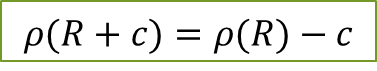 ρ(R + c) = ρ(R) − c